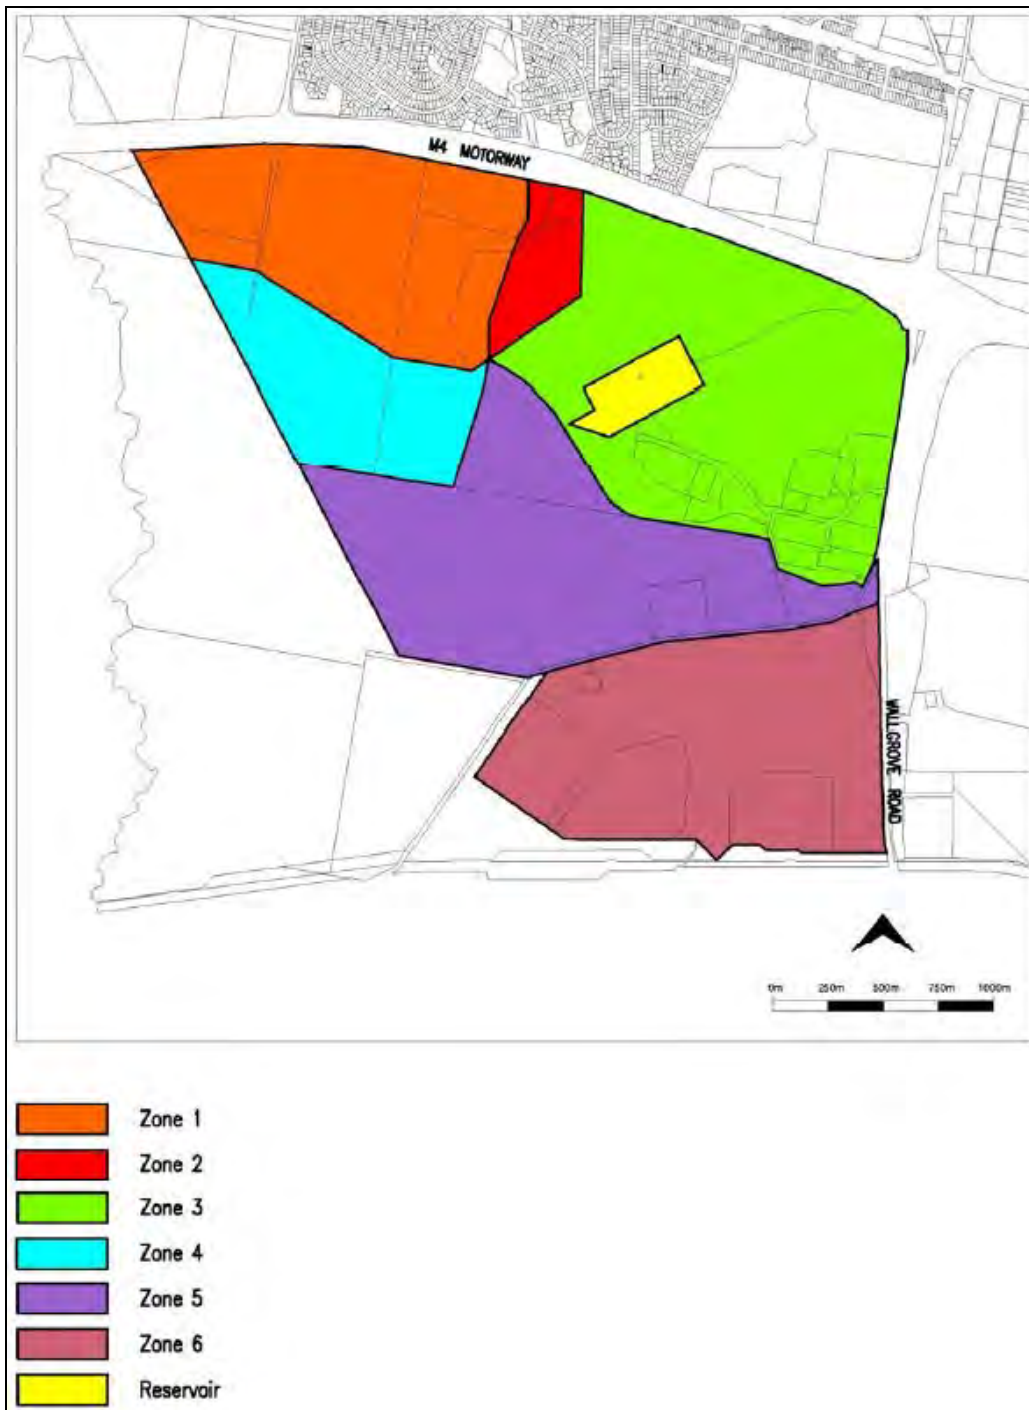 M4 MOTORWAY
WALLGROVE ROAD
0m 250m 500m 750m 1000m
Zone 1
Zone 2
Zone 3
Zone 4
Zone 5
Zone 6
Reservoir